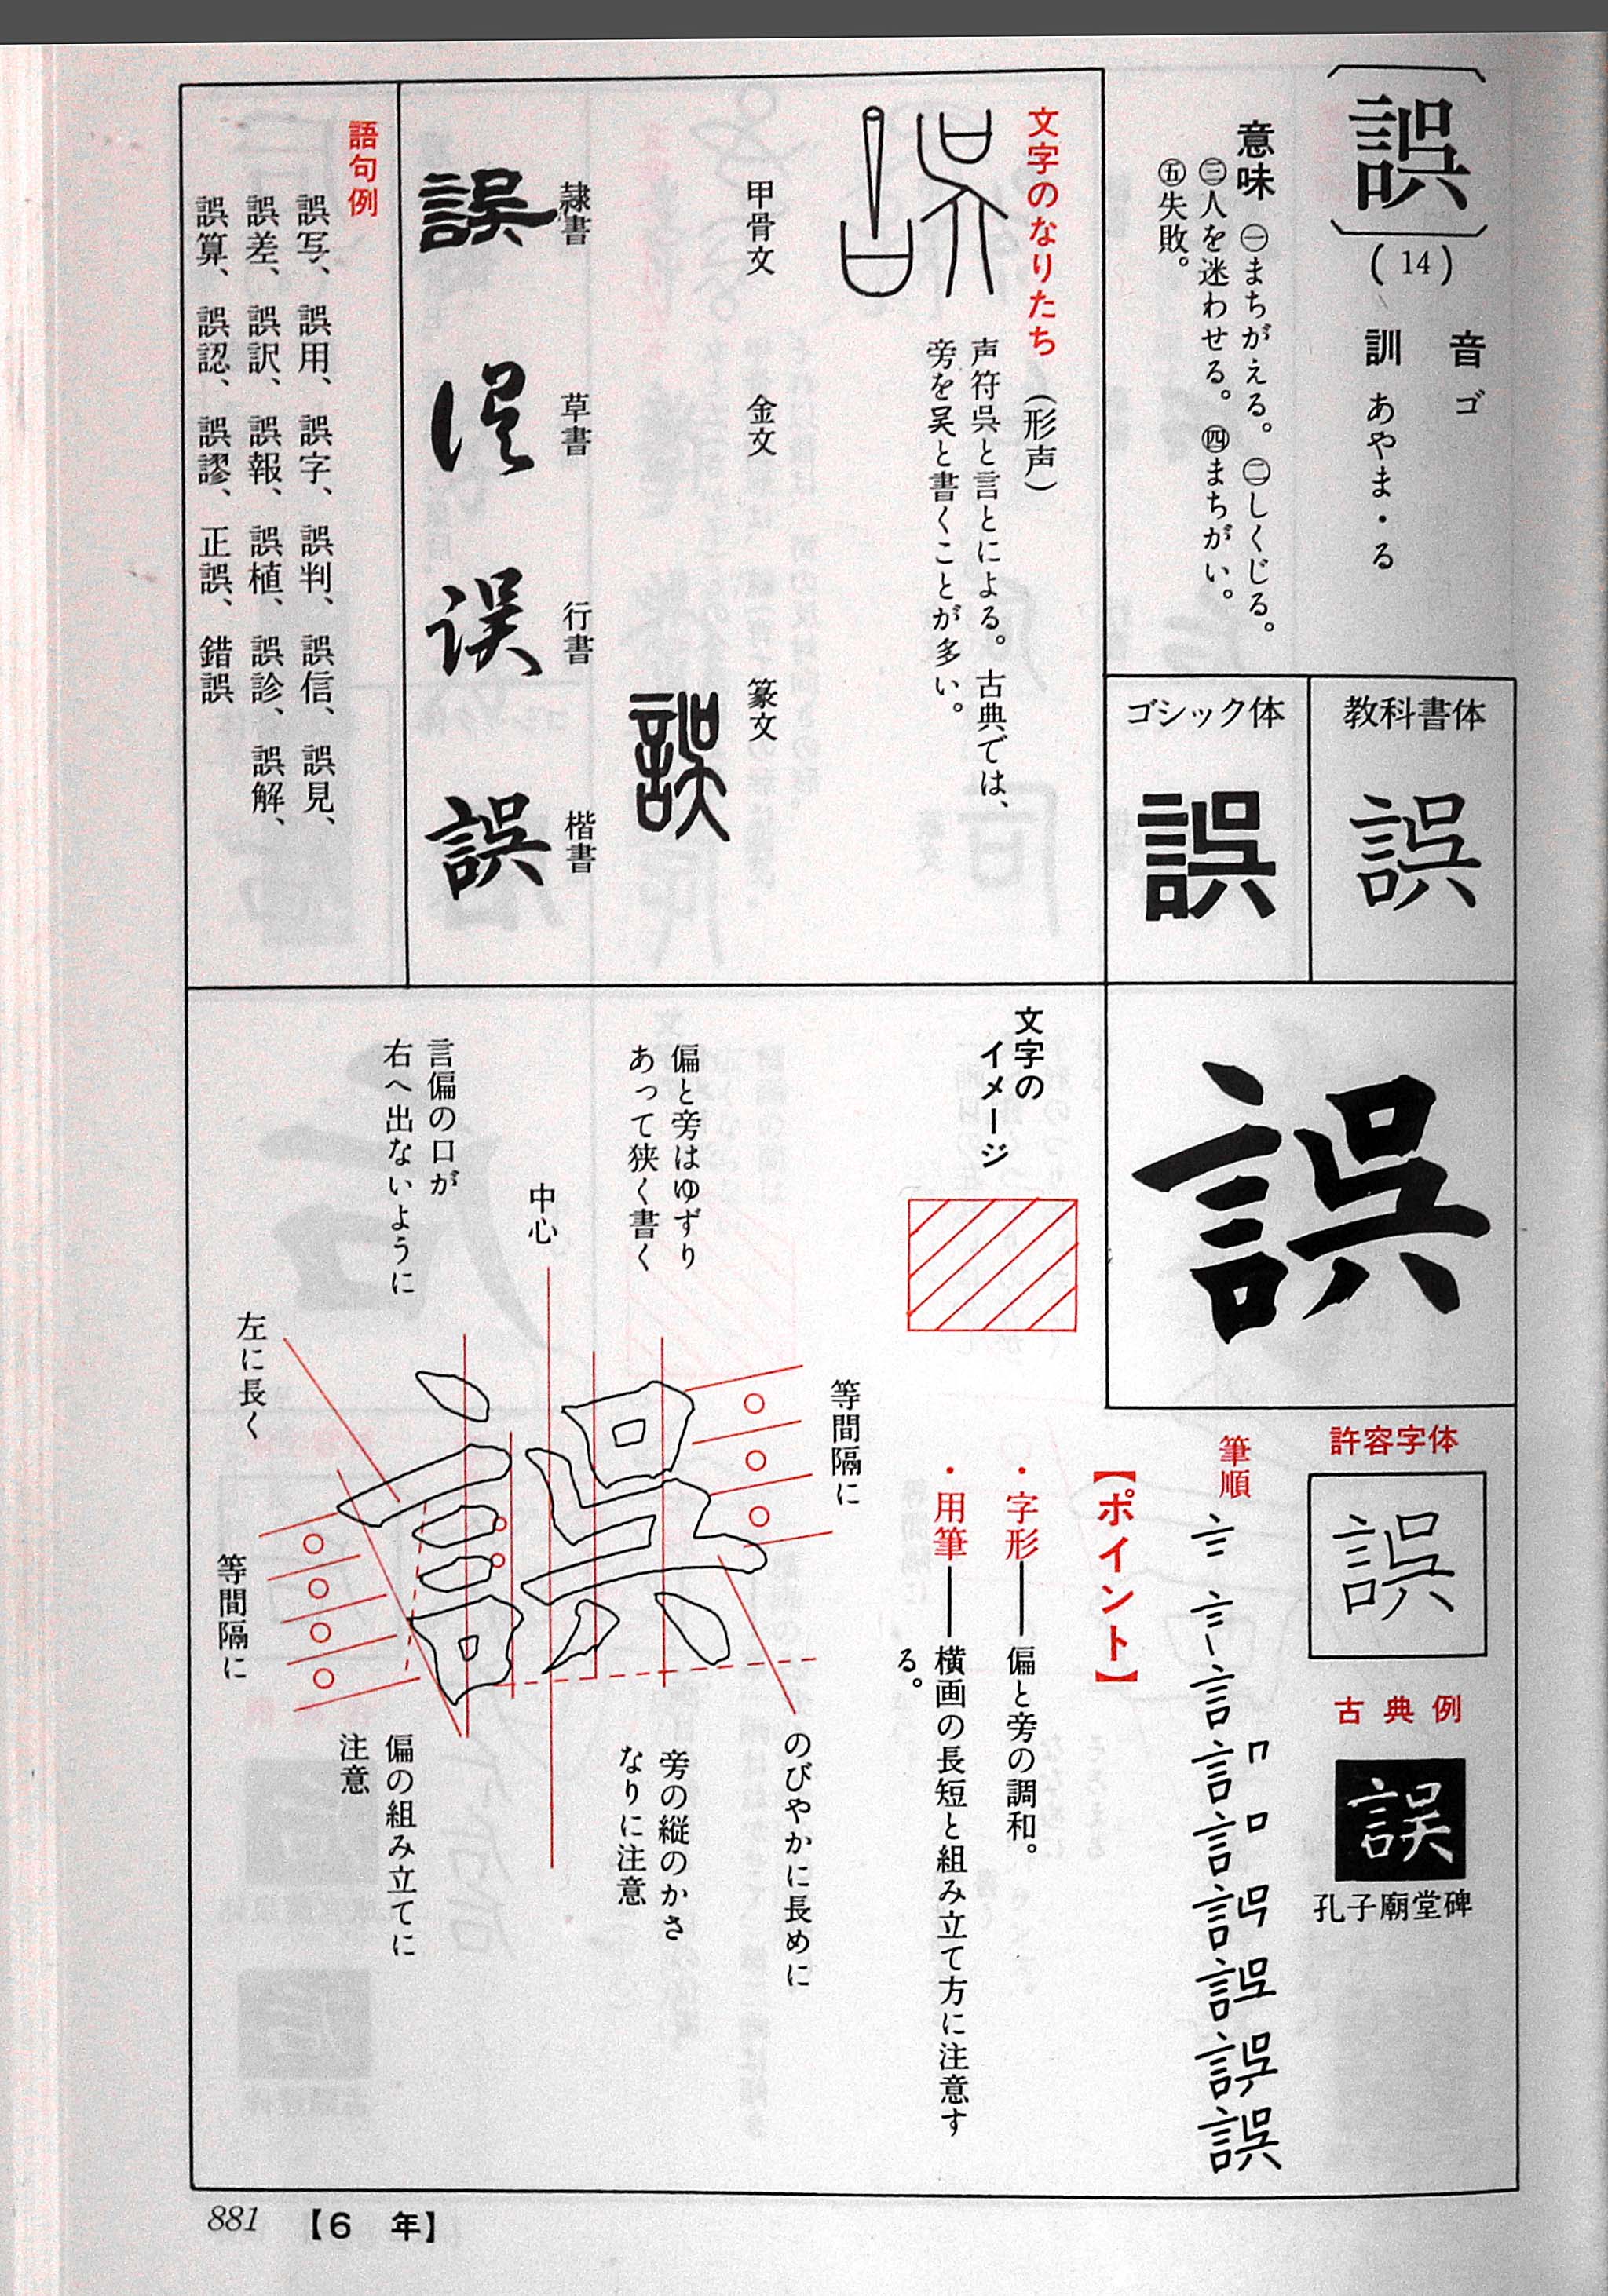 誤
(14)
音 ゴ
訓 あやま・る
意味 ㊀まちがえる。㊁しくじる。
㊂人を迷わせる。㊃まちがい。
㊄失敗。
教科書体
誤
ゴシック体
誤
文字のなりたち（形声）
声符呉と言とによる。古典では、
旁を吴と書くことが多い。
甲骨文
金文
篆文
誤
隷書
誤
草書
誤
行書
誤
楷書
誤
語句例
誤写、誤用、誤字、誤判、誤信、誤見、
誤差、誤訳、誤報、誤植、誤診、誤解、
誤算、誤認、誤謬、正誤、錯誤
誤
許容字体
誤
古典例
誤
孔子廟堂碑
筆順
誤
【ポイント】
・字形——偏と旁の調和。
・用筆——横画の長短と組み立て方に注意す
る。
文字の
イメージ
等間隔に
偏と旁はゆずり
あって狭く書く
中心
言偏の口が
右へ出ないように
左に長く
等間隔に
のびやかに長めに
旁の縦のかさ
なりに注意
偏の組み立てに
注意
881
【6 年】